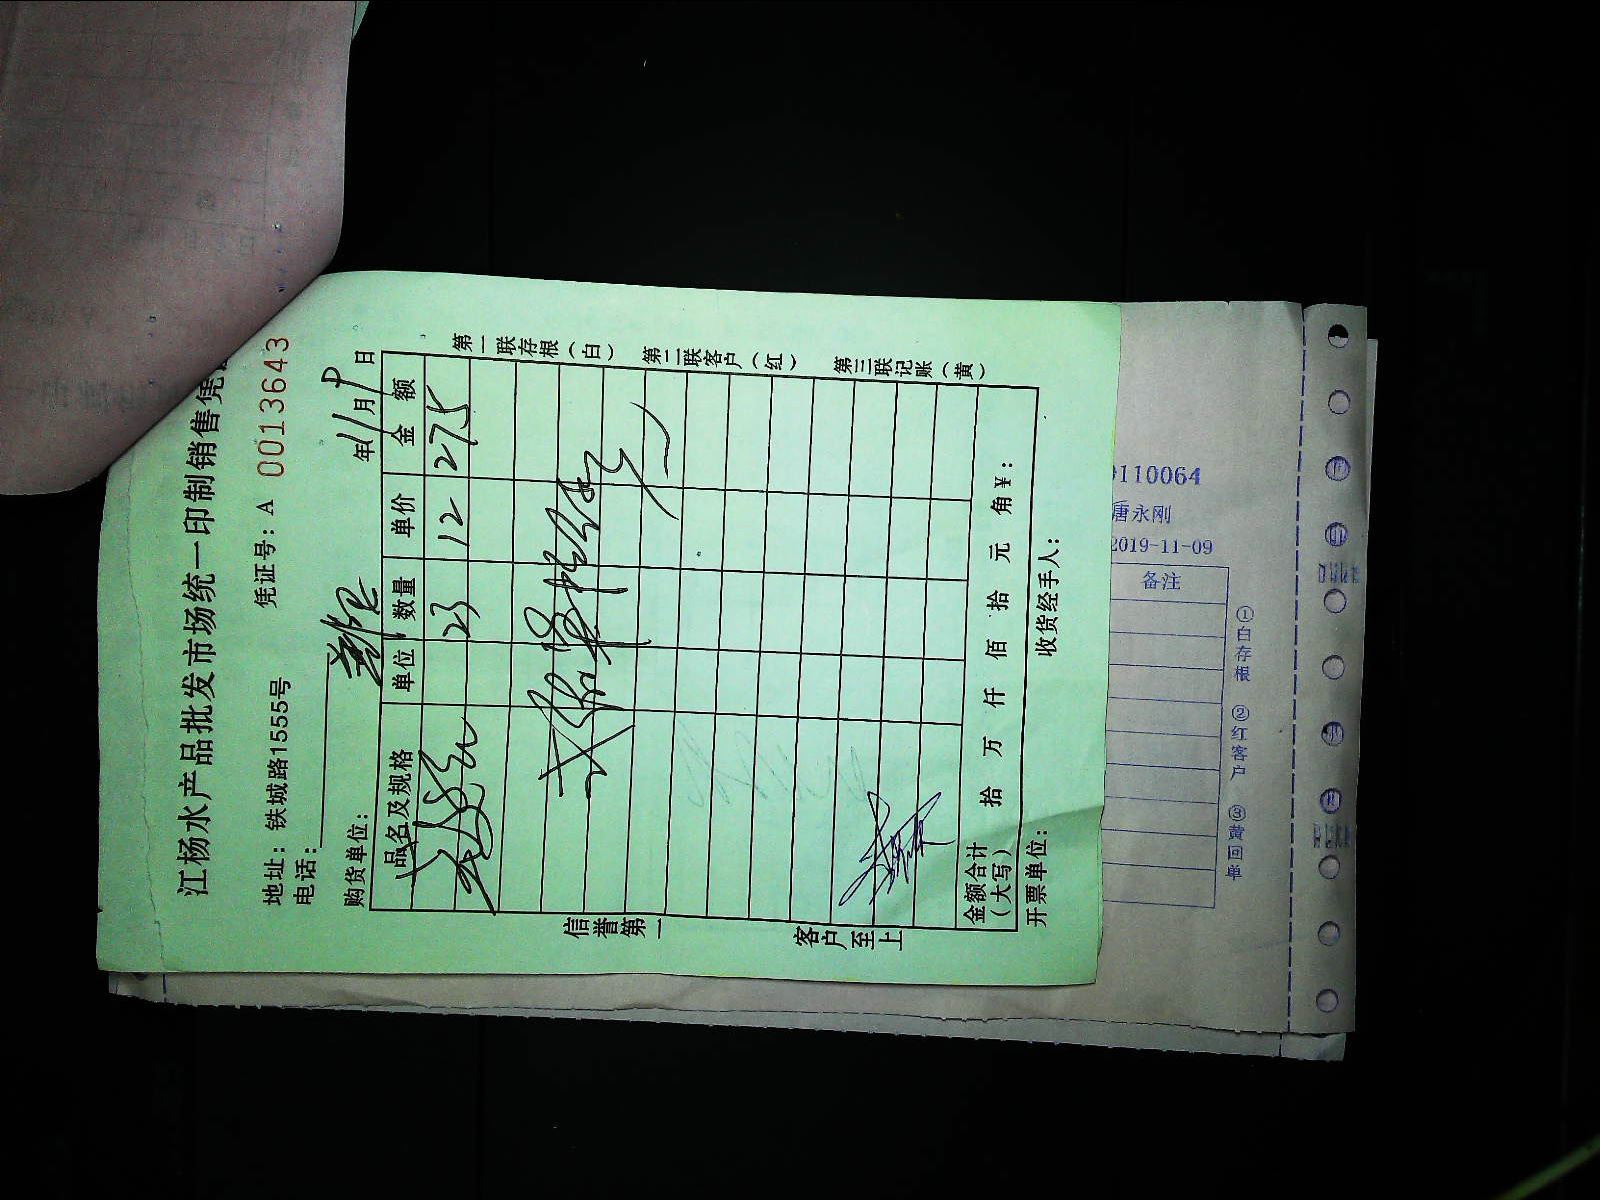 江杨水产品批发市场统一印制销售凭
地址：铁城路1555号 凭证号：A 0013643
电话：
购货单位： 年11月9日
品名及规格 单位 数量 单价 金额
23 12 275
第一联存根（白） 第二联客户（红） 第三联记账（黄）
信誉第一 客户至上
金额合计（大写） 拾 万 仟 佰 拾 元 角 ¥：
开票单位： 收货经手人：
110064
唐永刚
2019-11-09
备注
①白存根 ②红客户 ③黄回单